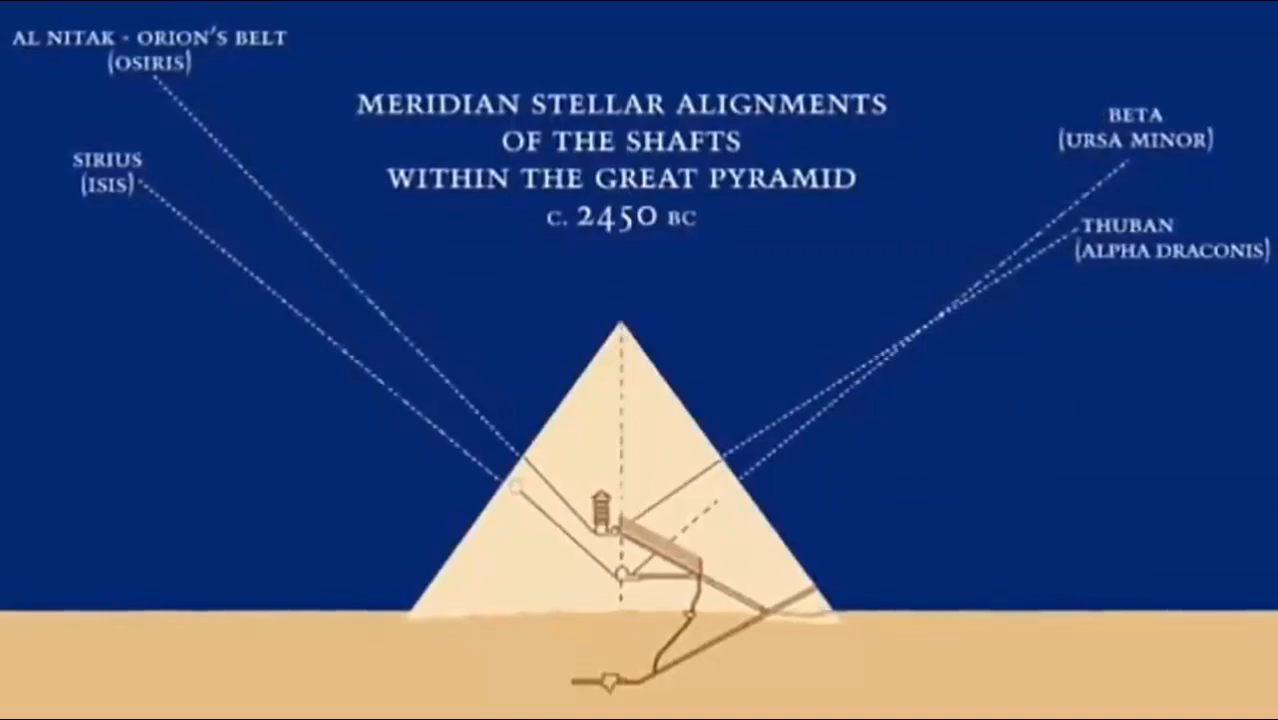 AL NITAK - ORION'S BELT
(OSIRIS)
MERIDIAN STELLAR ALIGNMENTS
OF THE SHAFTS
WITHIN THE GREAT PYRAMID
C. 2450 BC
SIRIUS
(ISIS)
BETA
(URSA MINOR)
THUBAN
(ALPHA DRACONIS)